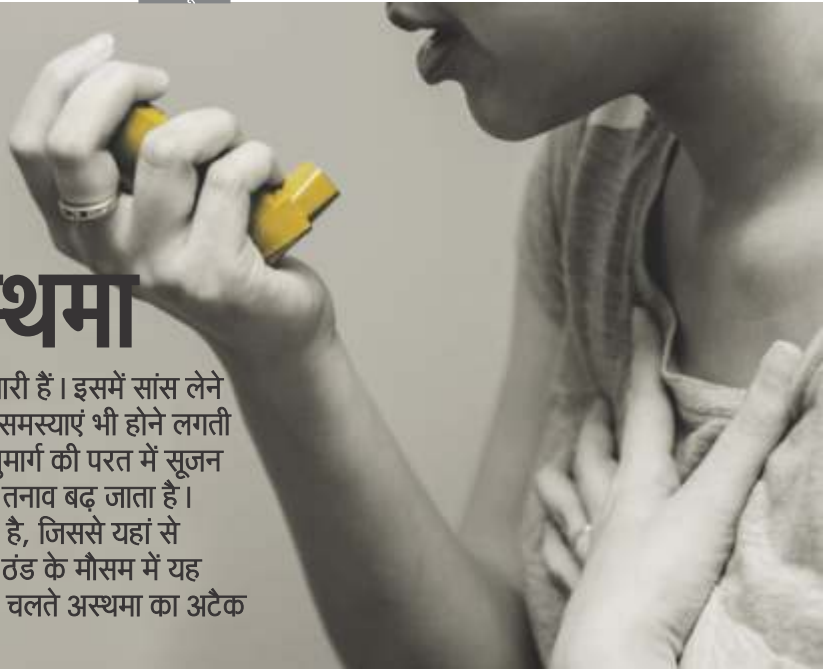 स्थमा
ारी हैं । इसमें सांस लेने
समस्याएं भी होने लगती
ुमार्ग की परत में सूजन
तनाव बढ़ जाता है ।
है, जिससे यहां से
ठंड के मौसम में यह
चलते अस्थमा का अटैक